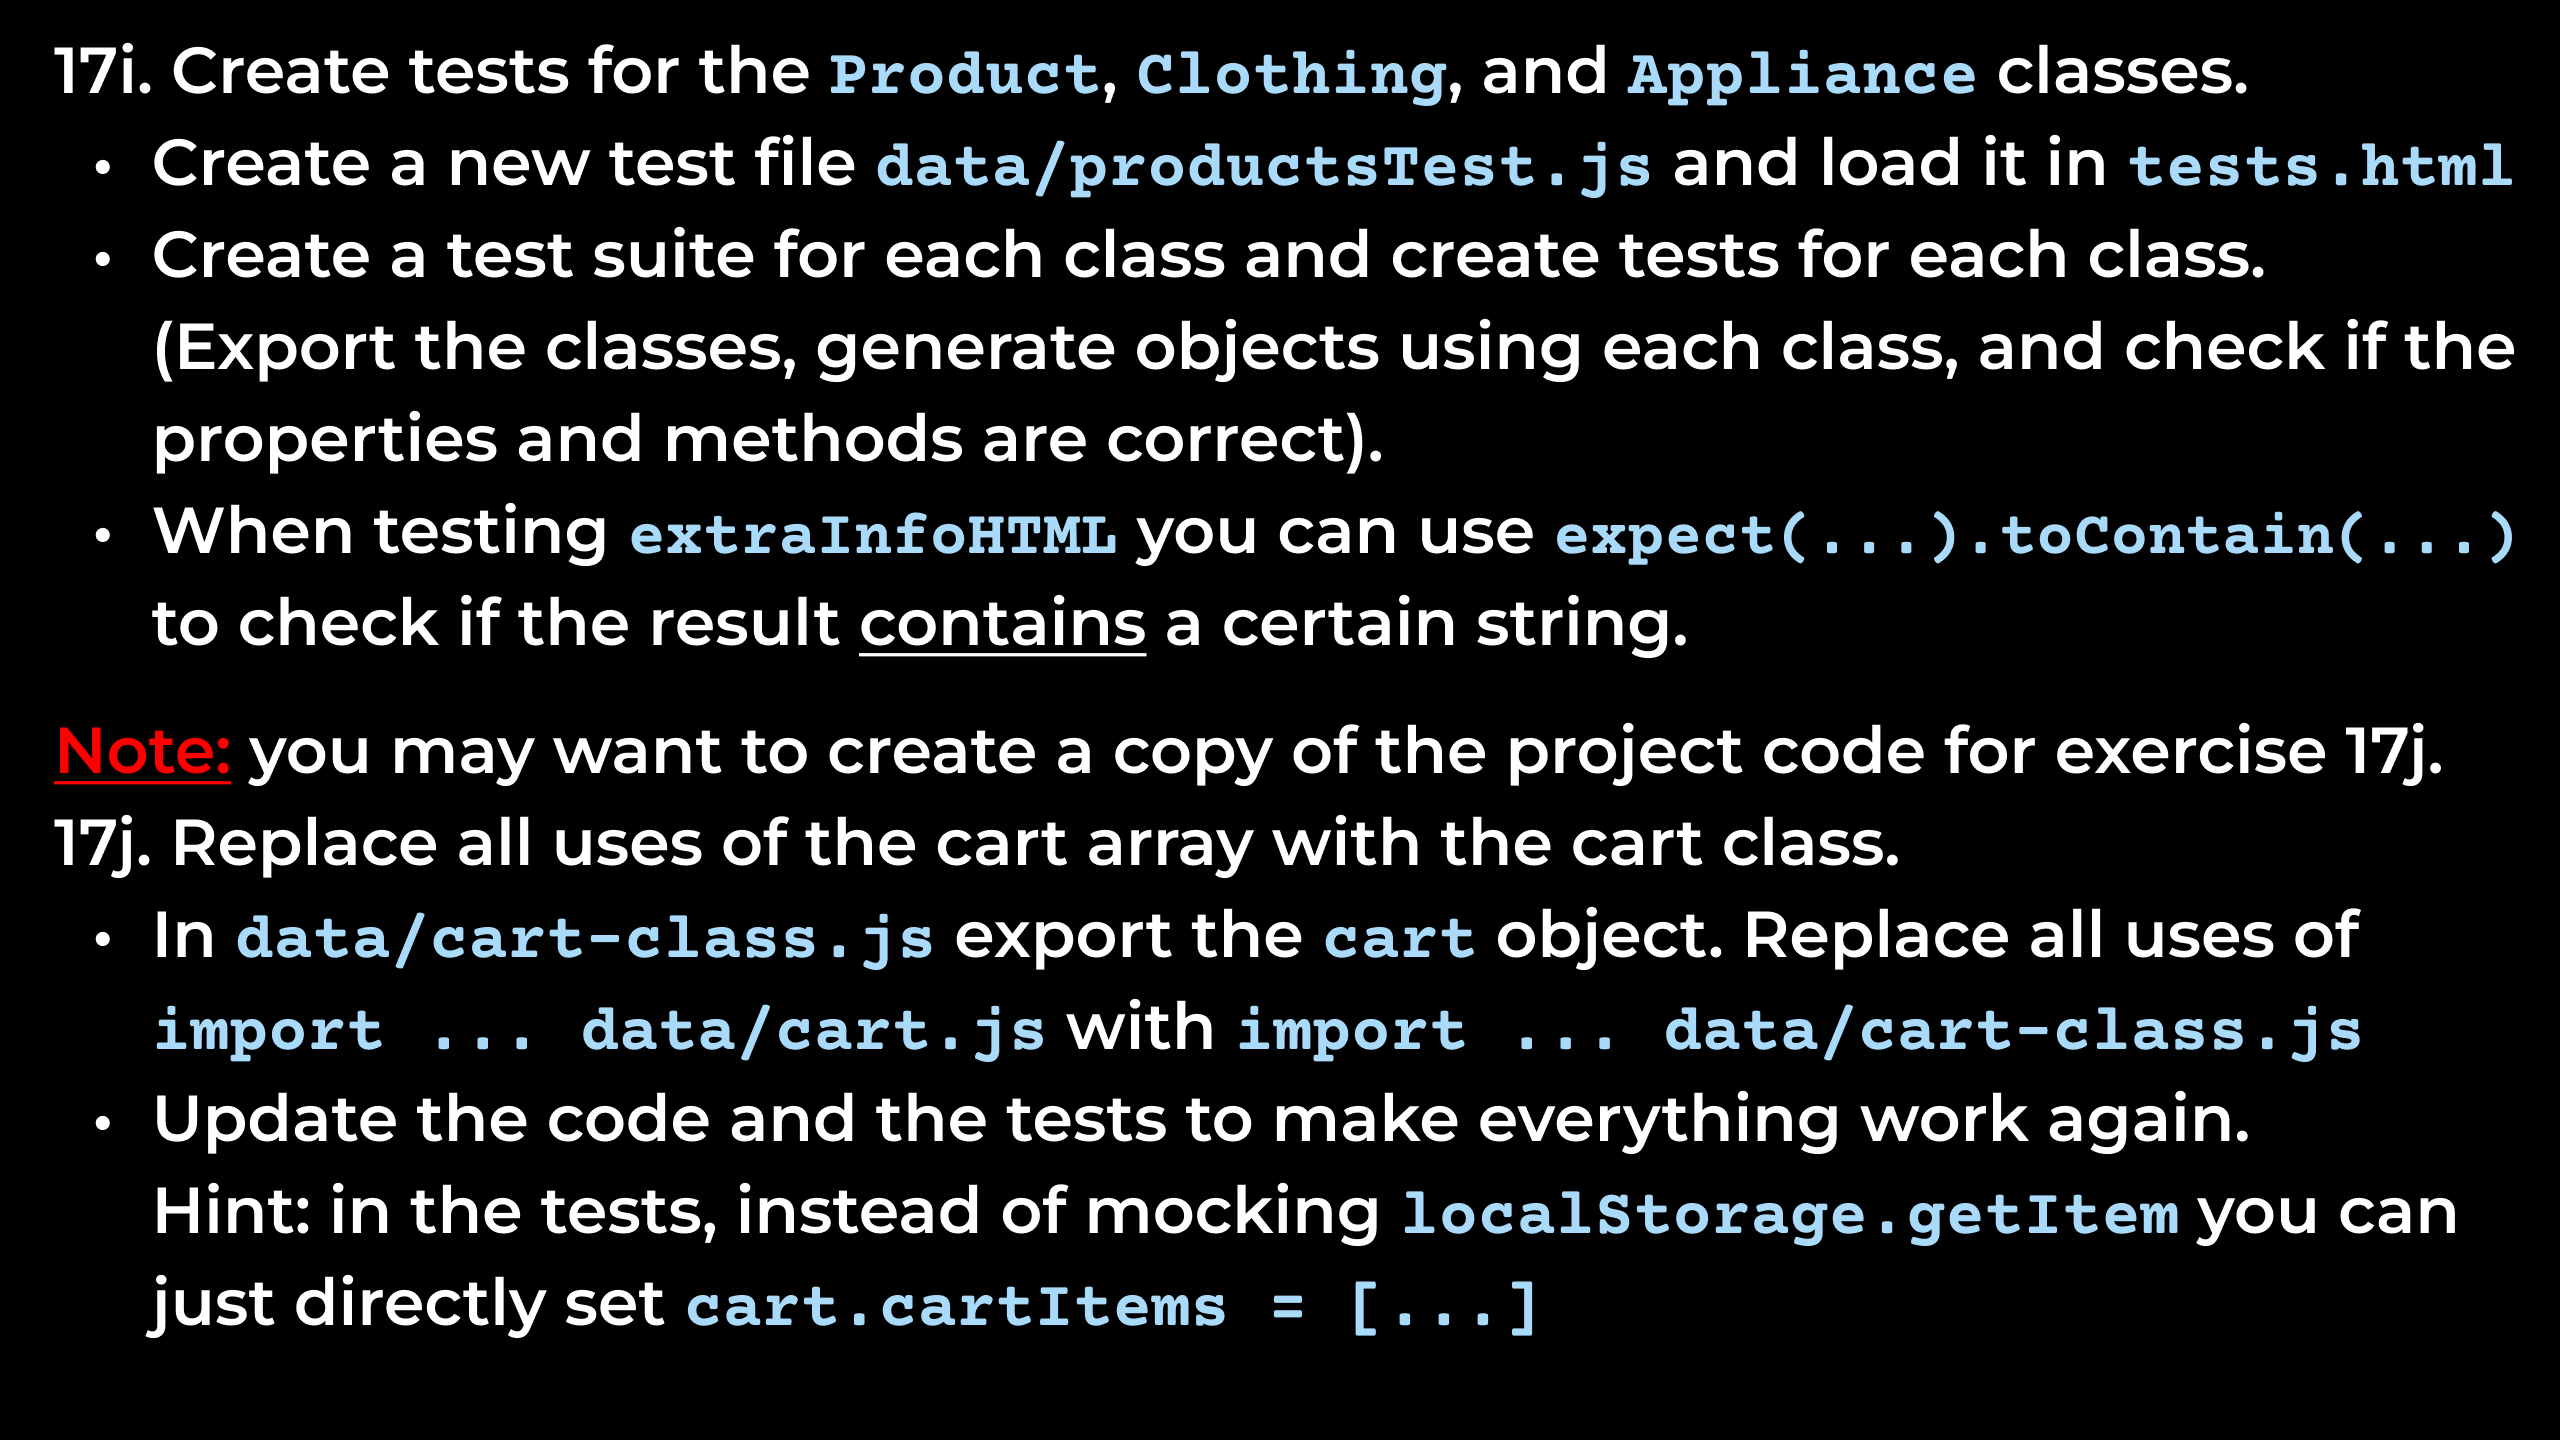 17i. Create tests for the Product, Clothing, and Appliance classes.
• Create a new test file data/productsTest.js and load it in tests.html
• Create a test suite for each class and create tests for each class.
(Export the classes, generate objects using each class, and check if the
properties and methods are correct).
• When testing extraInfoHTML you can use expect(...).toContain(...)
to check if the result contains a certain string.
Note: you may want to create a copy of the project code for exercise 17j.
17j. Replace all uses of the cart array with the cart class.
• In data/cart-class.js export the cart object. Replace all uses of
import ... data/cart.js with import ... data/cart-class.js
• Update the code and the tests to make everything work again.
Hint: in the tests, instead of mocking localStorage.getItem you can
just directly set cart.cartItems = [...]